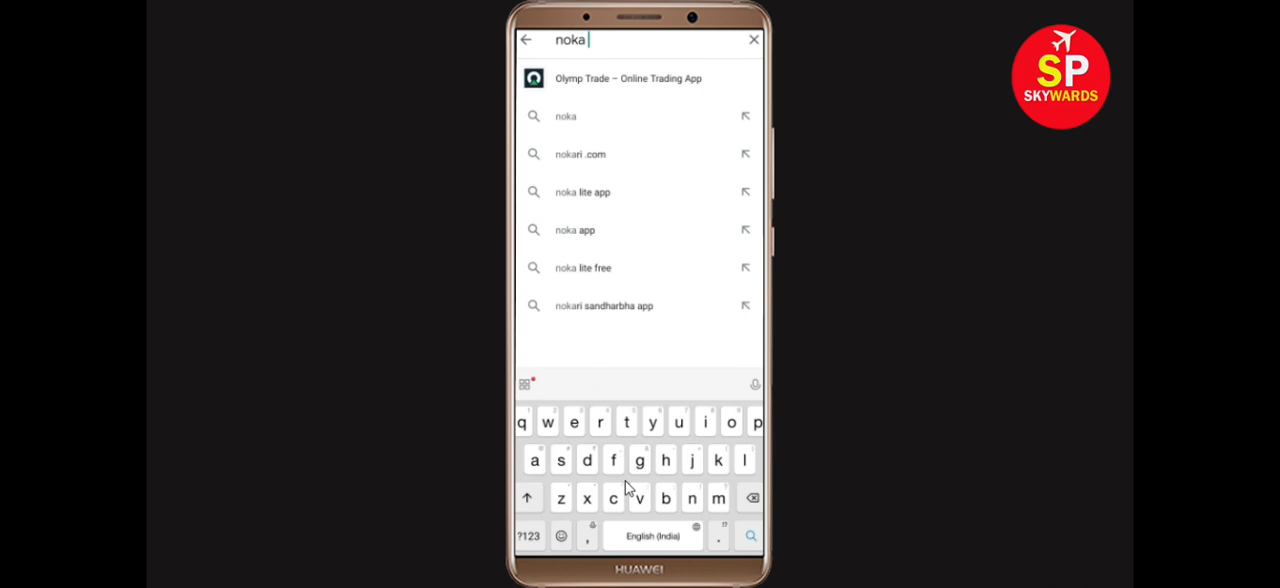 noka
SP
SKYWARDS
Olymp Trade – Online Trading App
noka
nokari .com
noka lite app
noka app
noka lite free
nokari sandharbha app
q w e r t y u i o p
a s d f g h j k l
z x c v b n m
?123 , English (India) .
HUAWEI